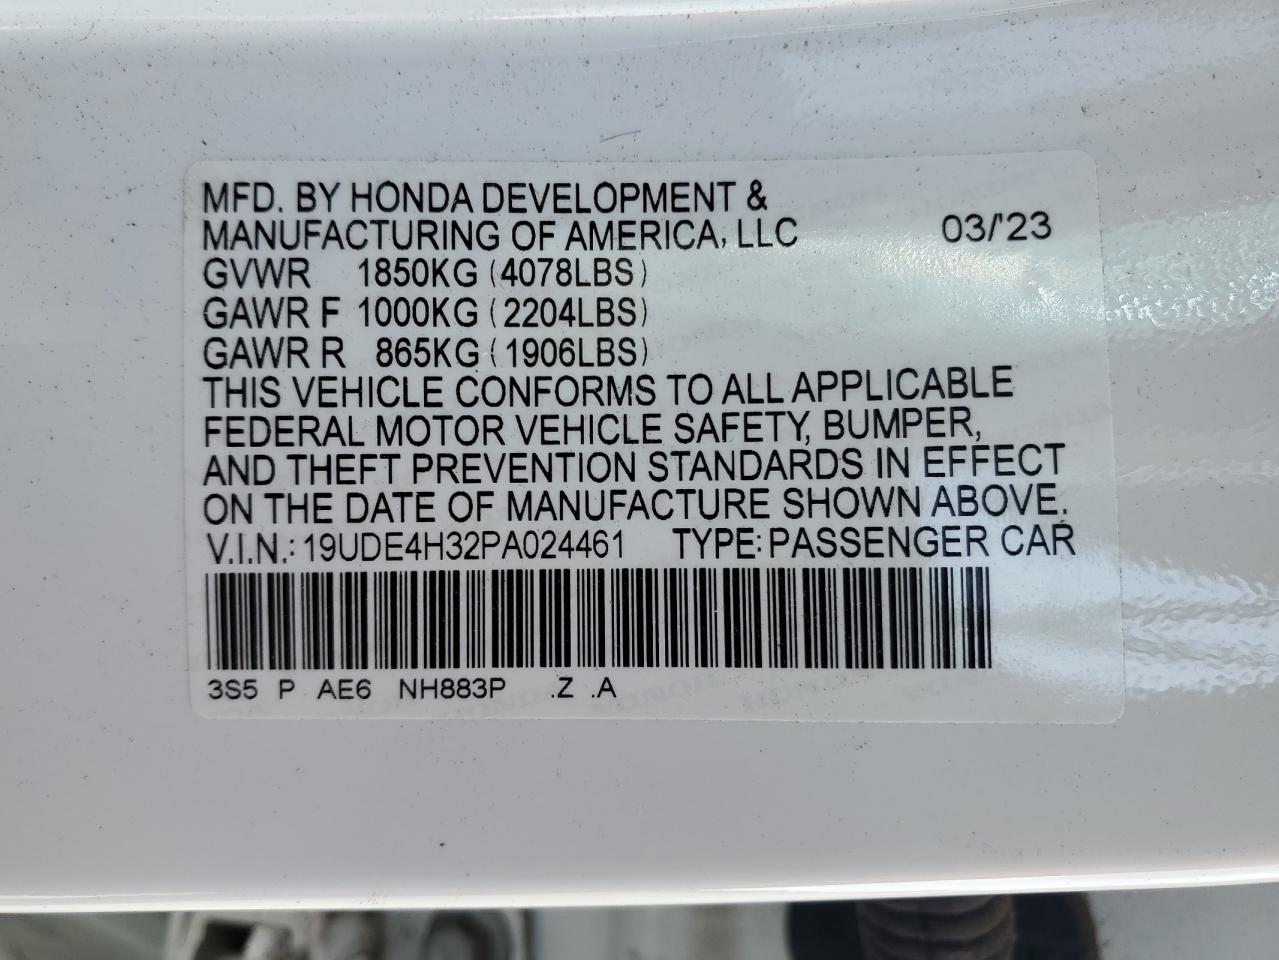 MFD. BY HONDA DEVELOPMENT &
MANUFACTURING OF AMERICA, LLC 03/'23
GVWR 1850KG (4078LBS)
GAWR F 1000KG (2204LBS)
GAWR R 865KG (1906LBS)
THIS VEHICLE CONFORMS TO ALL APPLICABLE
FEDERAL MOTOR VEHICLE SAFETY, BUMPER,
AND THEFT PREVENTION STANDARDS IN EFFECT
ON THE DATE OF MANUFACTURE SHOWN ABOVE.
V.I.N.: 19UDE4H32PA024461 TYPE: PASSENGER CAR
3S5 P AE6 NH883P .Z .A